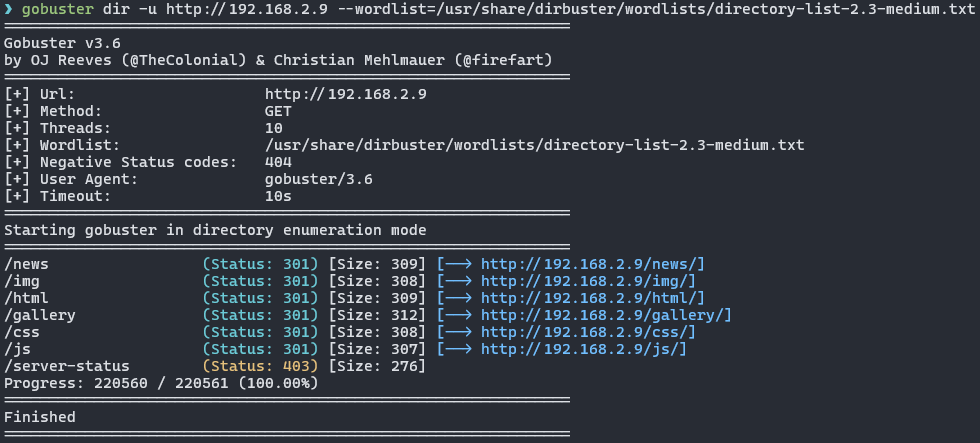 ❯ gobuster dir -u http://192.168.2.9 --wordlist=/usr/share/dirbuster/wordlists/directory-list-2.3-medium.txt
===============================================================
Gobuster v3.6
by OJ Reeves (@TheColonial) & Christian Mehlmauer (@firefart)
===============================================================
[+] Url:                     http://192.168.2.9
[+] Method:                  GET
[+] Threads:                 10
[+] Wordlist:                /usr/share/dirbuster/wordlists/directory-list-2.3-medium.txt
[+] Negative Status codes:   404
[+] User Agent:              gobuster/3.6
[+] Timeout:                 10s
===============================================================
Starting gobuster in directory enumeration mode
===============================================================
/news                 (Status: 301) [Size: 309] [--> http://192.168.2.9/news/]
/img                  (Status: 301) [Size: 308] [--> http://192.168.2.9/img/]
/html                 (Status: 301) [Size: 309] [--> http://192.168.2.9/html/]
/gallery              (Status: 301) [Size: 312] [--> http://192.168.2.9/gallery/]
/css                  (Status: 301) [Size: 308] [--> http://192.168.2.9/css/]
/js                   (Status: 301) [Size: 307] [--> http://192.168.2.9/js/]
/server-status        (Status: 403) [Size: 276]
Progress: 220560 / 220561 (100.00%)
===============================================================
Finished
===============================================================